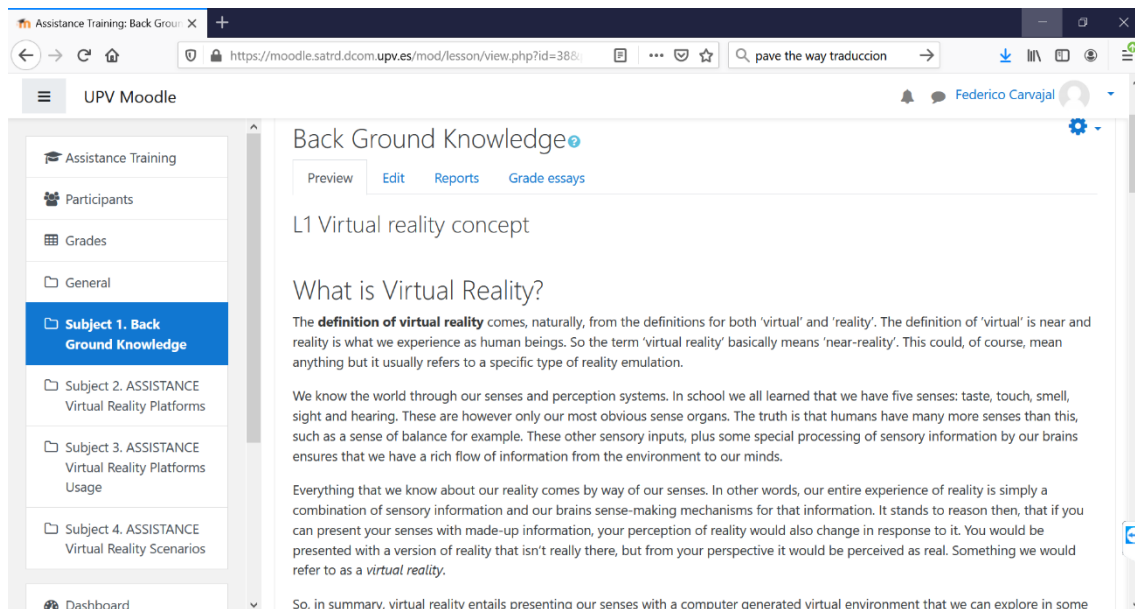 Assistance Training: Back Groun
https://moodle.satrd.dcom.upv.es/mod/lesson/view.php?id=38&
pave the way traduccion
UPV Moodle
Federico Carvajal
Assistance Training
Participants
Grades
General
Subject 1. Back
Ground Knowledge
Subject 2. ASSISTANCE
Virtual Reality Platforms
Subject 3. ASSISTANCE
Virtual Reality Platforms
Usage
Subject 4. ASSISTANCE
Virtual Reality Scenarios
Dashboard
Back Ground Knowledge
Preview Edit Reports Grade essays
L1 Virtual reality concept
What is Virtual Reality?
The definition of virtual reality comes, naturally, from the definitions for both ‘virtual’ and ‘reality’. The definition of ‘virtual’ is near and
reality is what we experience as human beings. So the term ‘virtual reality’ basically means ‘near-reality’. This could, of course, mean
anything but it usually refers to a specific type of reality emulation.
We know the world through our senses and perception systems. In school we all learned that we have five senses: taste, touch, smell,
sight and hearing. These are however only our most obvious sense organs. The truth is that humans have many more senses than this,
such as a sense of balance for example. These other sensory inputs, plus some special processing of sensory information by our brains
ensures that we have a rich flow of information from the environment to our minds.
Everything that we know about our reality comes by way of our senses. In other words, our entire experience of reality is simply a
combination of sensory information and our brains sense-making mechanisms for that information. It stands to reason then, that if you
can present your senses with made-up information, your perception of reality would also change in response to it. You would be
presented with a version of reality that isn’t really there, but from your perspective it would be perceived as real. Something we would
refer to as a virtual reality.
So, in summary, virtual reality entails presenting our senses with a computer generated virtual environment that we can explore in some